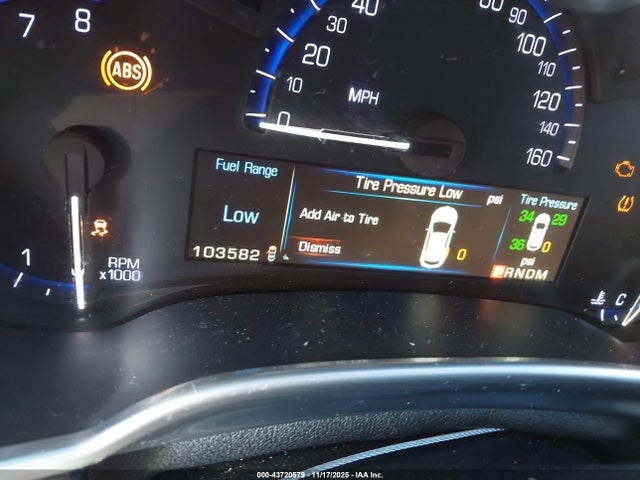 7 8
ABS
40
80
90
20
100
110
10
MPH
120
0
140
160
Fuel Range
Tire Pressure Low
psi
Tire Pressure
34 29
Low
Add Air to Tire
36 0
103582
Dismiss
0
psi
PRNDM
1
RPM
x1000
C
000-43720579 - 11/17/2025 - IAA Inc.